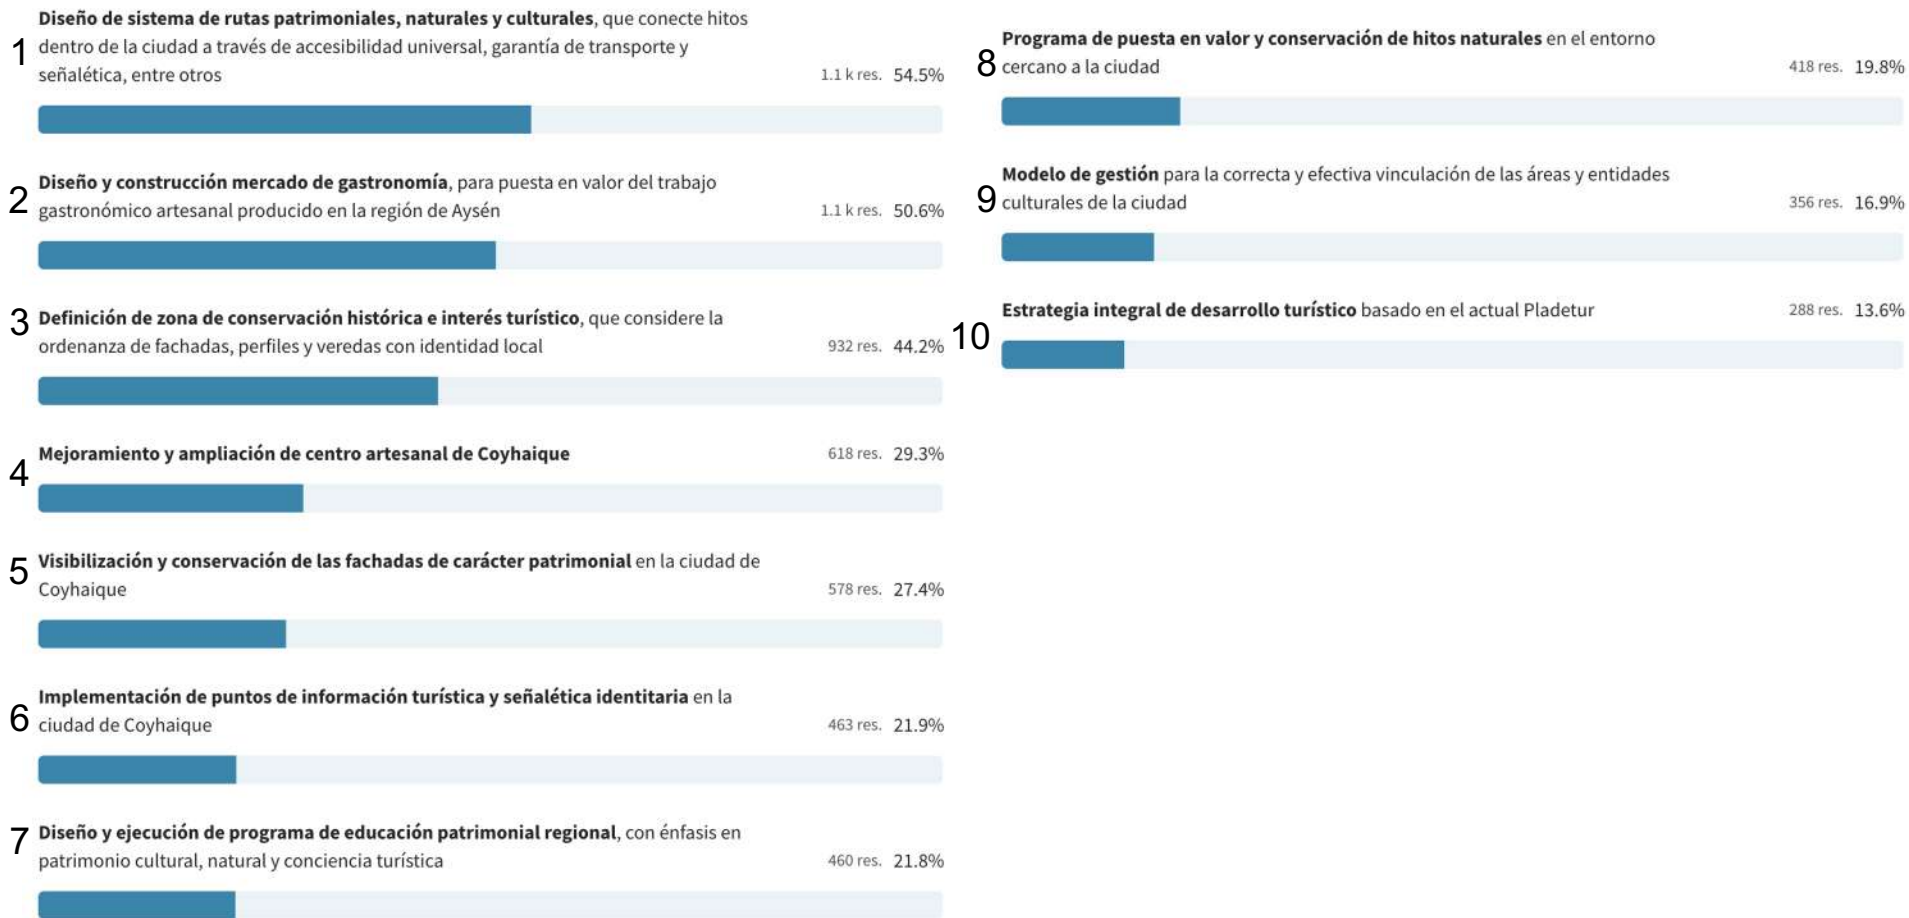 Diseño de sistema de rutas patrimoniales, naturales y culturales, que conecte hitos
1 dentro de la ciudad a través de accesibilidad universal, garantía de transporte y
señalética, entre otros 1.1 k res. 54.5%
2 Diseño y construcción mercado de gastronomía, para puesta en valor del trabajo
gastronómico artesanal producido en la región de Aysén 1.1 k res. 50.6%
3 Definición de zona de conservación histórica e interés turístico, que considere la
ordenanza de fachadas, perfiles y veredas con identidad local 932 res. 44.2%
4 Mejoramiento y ampliación de centro artesanal de Coyhaique 618 res. 29.3%
5 Visibilización y conservación de las fachadas de carácter patrimonial en la ciudad de
Coyhaique 578 res. 27.4%
Implementación de puntos de información turística y señalética identitaria en la
6 ciudad de Coyhaique 463 res. 21.9%
7 Diseño y ejecución de programa de educación patrimonial regional, con énfasis en
patrimonio cultural, natural y conciencia turística 460 res. 21.8%
Programa de puesta en valor y conservación de hitos naturales en el entorno
8 cercano a la ciudad 418 res. 19.8%
Modelo de gestión para la correcta y efectiva vinculación de las áreas y entidades
9 culturales de la ciudad 356 res. 16.9%
10 Estrategia integral de desarrollo turístico basado en el actual Pladetur 288 res. 13.6%